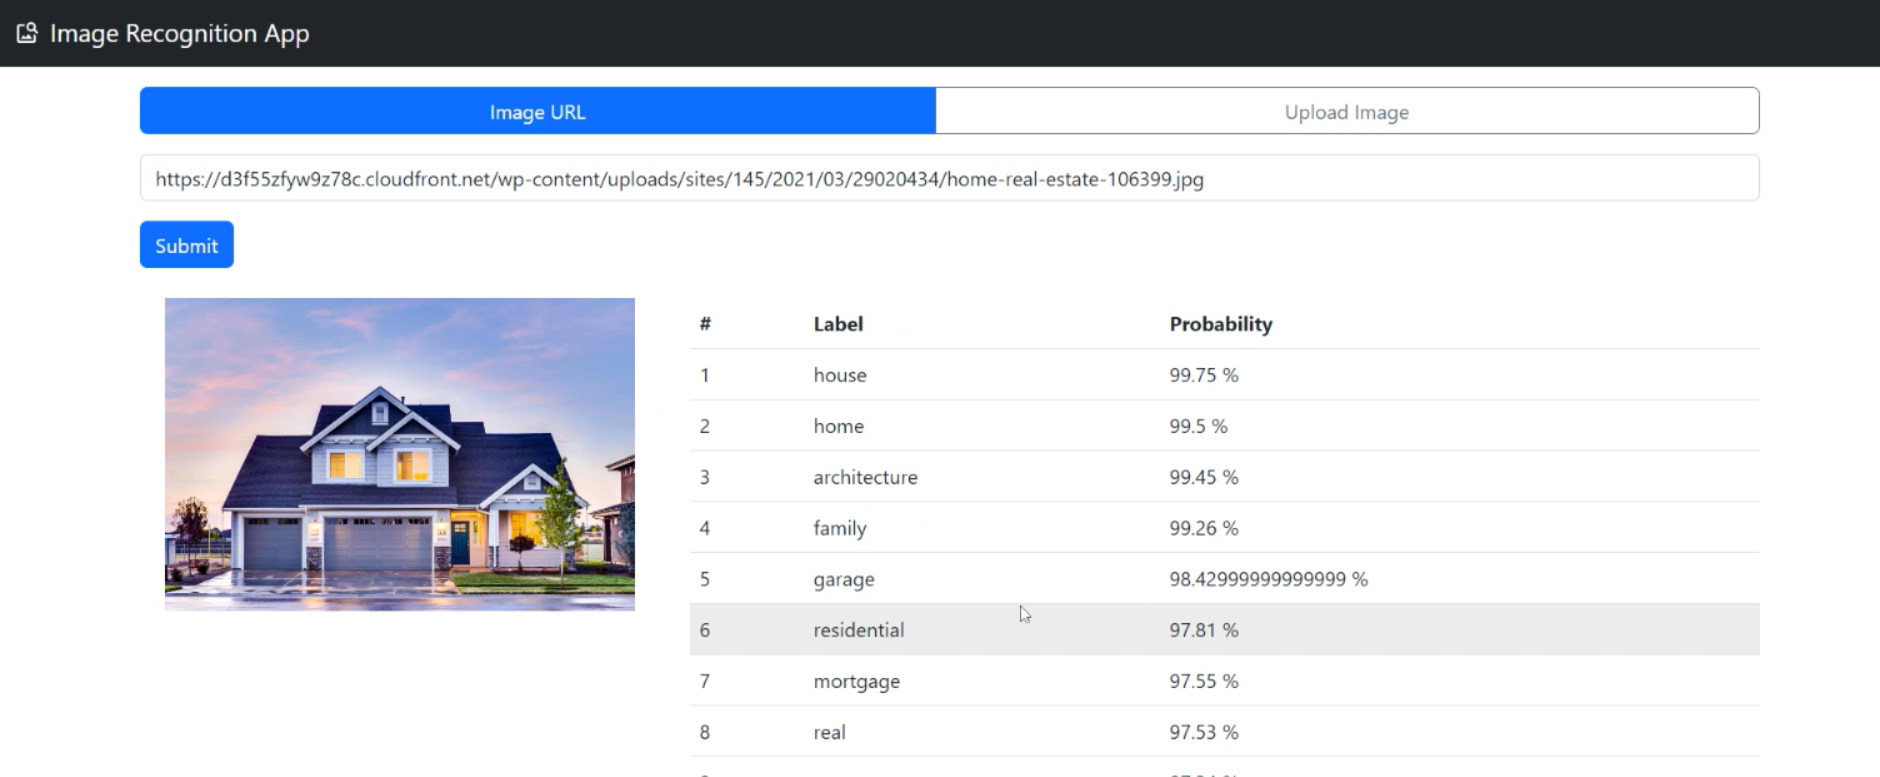 Image Recognition App
Image URL
Upload Image
https://d3f55zfyw9z78c.cloudfront.net/wp-content/uploads/sites/145/2021/03/29020434/home-real-estate-106399.jpg
Submit
# Label Probability
1 house 99.75 %
2 home 99.5 %
3 architecture 99.45 %
4 family 99.26 %
5 garage 98.42999999999999 %
6 residential 97.81 %
7 mortgage 97.55 %
8 real 97.53 %